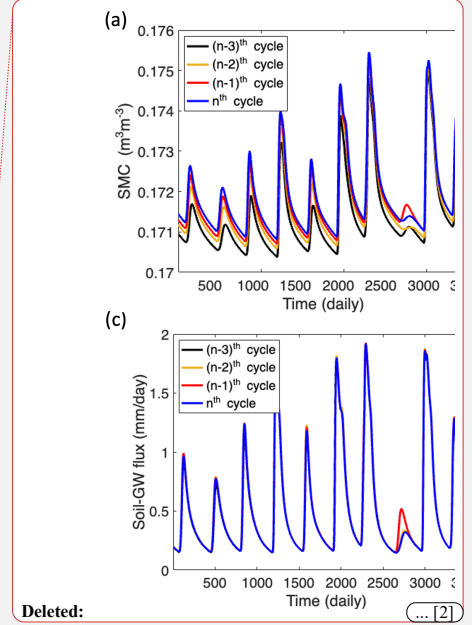 (a)
0.176
0.175
0.174
0.173
0.172
0.171
0.17
SMC (m³m⁻³)
(n-3)ᵗʰ cycle
(n-2)ᵗʰ cycle
(n-1)ᵗʰ cycle
nᵗʰ cycle
500 1000 1500 2000 2500 3000 3
Time (daily)
(c)
2
1.5
1
0.5
0
Soil-GW flux (mm/day)
(n-3)ᵗʰ cycle
(n-2)ᵗʰ cycle
(n-1)ᵗʰ cycle
nᵗʰ cycle
500 1000 1500 2000 2500 3000 3
Time (daily)
Deleted:
... [2]